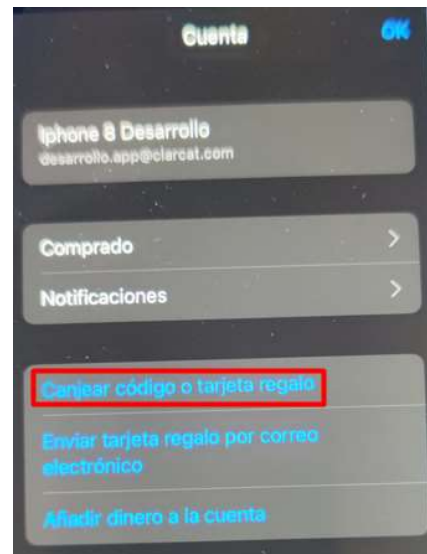 Cuenta
OK
Iphone 8 Desarrollo
desarrollo.app@clarcat.com
Comprado
Notificaciones
Canjear código o tarjeta regalo
Enviar tarjeta regalo por correo
electrónico
Añadir dinero a la cuenta